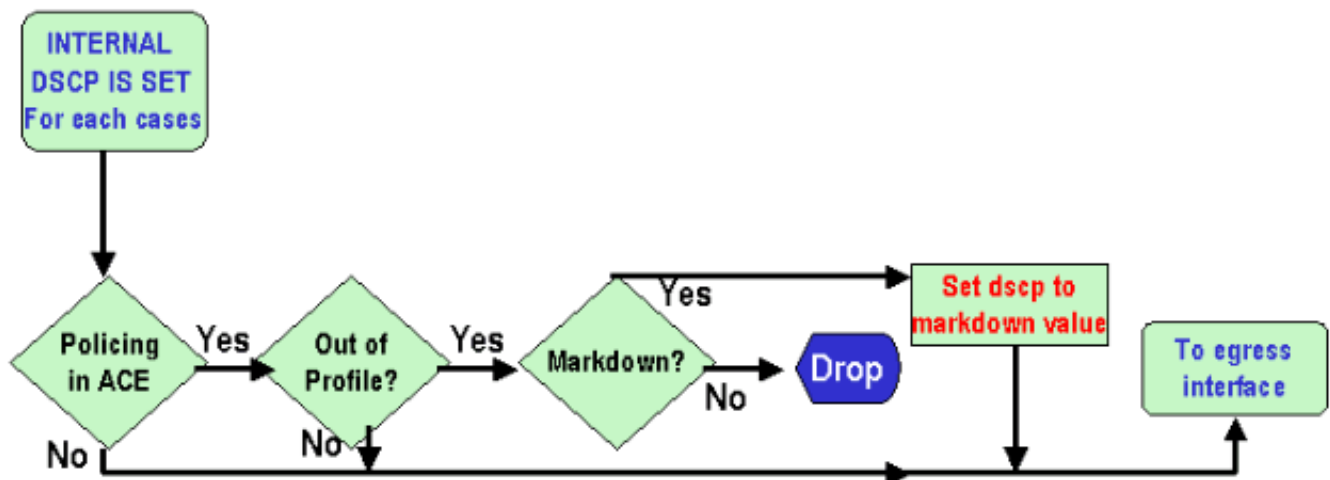 INTERNAL
DSCP IS SET
For each cases
Policing
in ACE
Yes
No
Out of
Profile?
Yes
No
Markdown?
Yes
No
Drop
Set dscp to
markdown value
To egress
interface